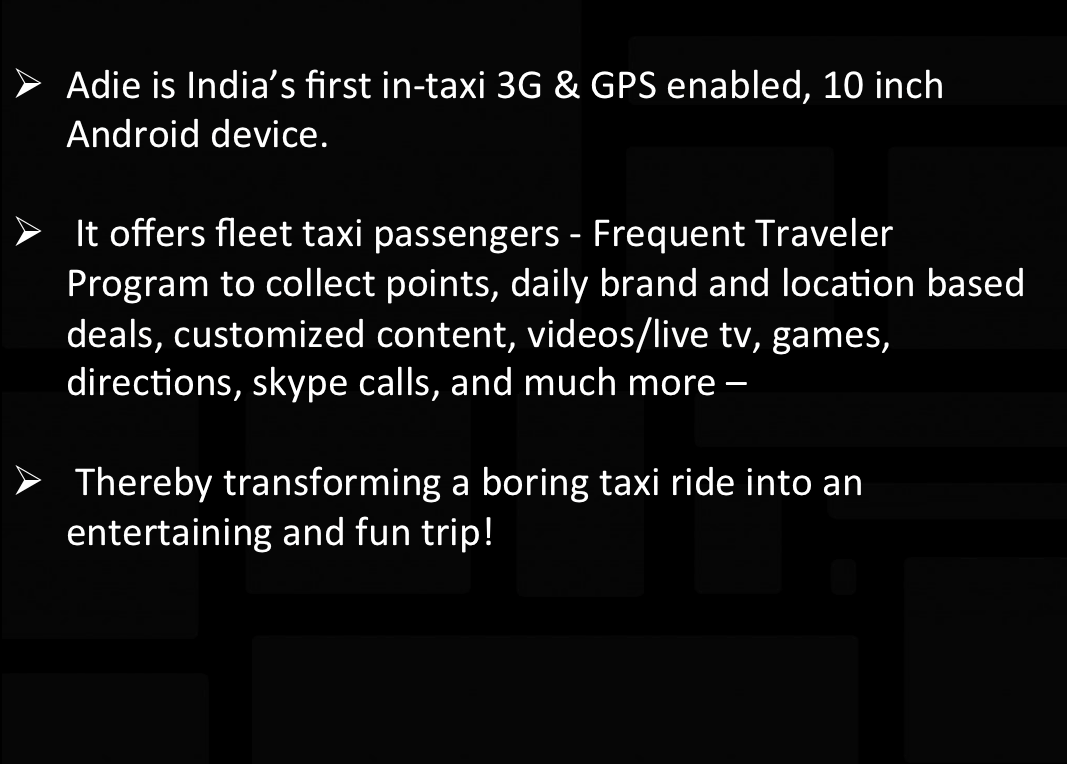 ➢ Adie is India’s first in-taxi 3G & GPS enabled, 10 inch
Android device.
➢ It offers fleet taxi passengers - Frequent Traveler
Program to collect points, daily brand and location based
deals, customized content, videos/live tv, games,
directions, skype calls, and much more –
➢ Thereby transforming a boring taxi ride into an
entertaining and fun trip!